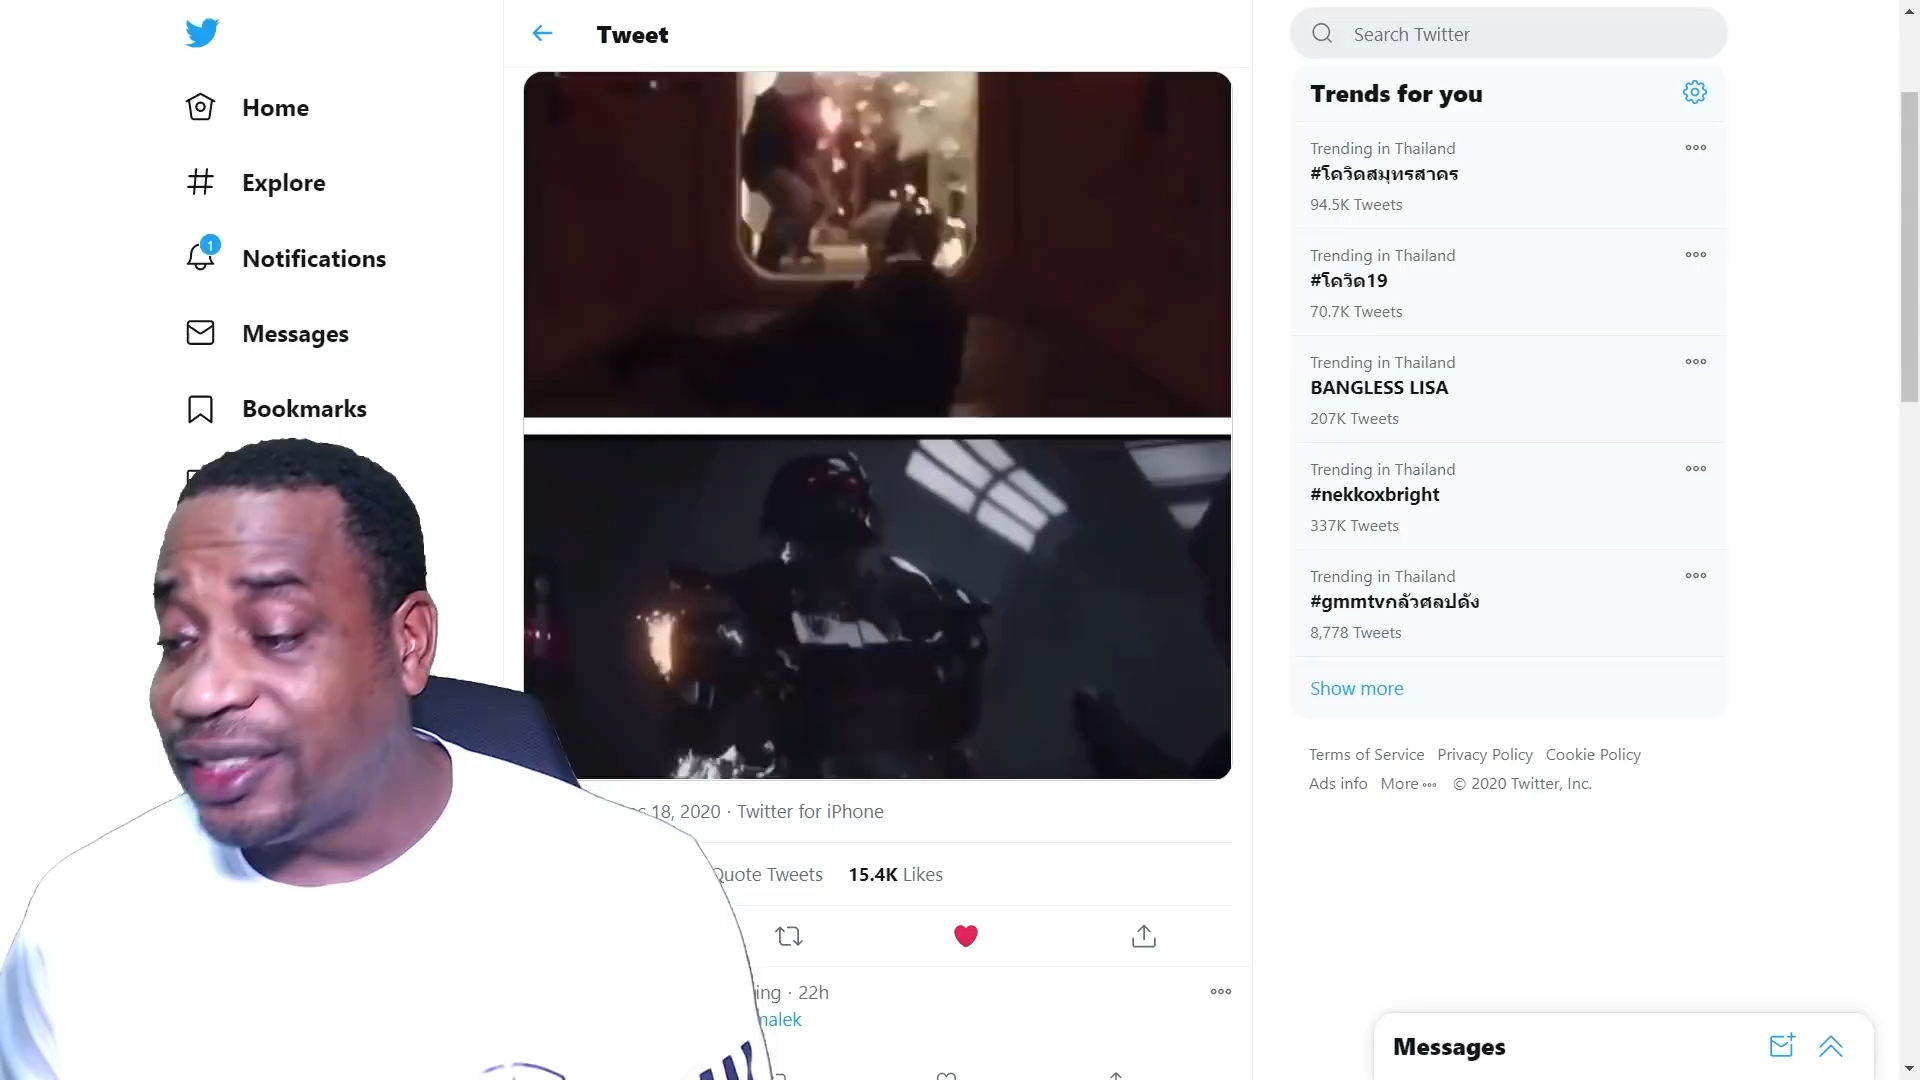 Tweet
Search Twitter
Home
Explore
1
Notifications
Messages
Bookmarks
Trends for you
Trending in Thailand
#โควิดสมุทรสาคร
94.5K Tweets
Trending in Thailand
#โควิด19
70.7K Tweets
Trending in Thailand
BANGLESS LISA
207K Tweets
Trending in Thailand
#nekkoxbright
337K Tweets
Trending in Thailand
#gmmtvกลัวศลปดัง
8,778 Tweets
Show more
Terms of Service Privacy Policy Cookie Policy
Ads info More © 2020 Twitter, Inc.
18, 2020 · Twitter for iPhone
Quote Tweets 15.4K Likes
· 22h
Messages